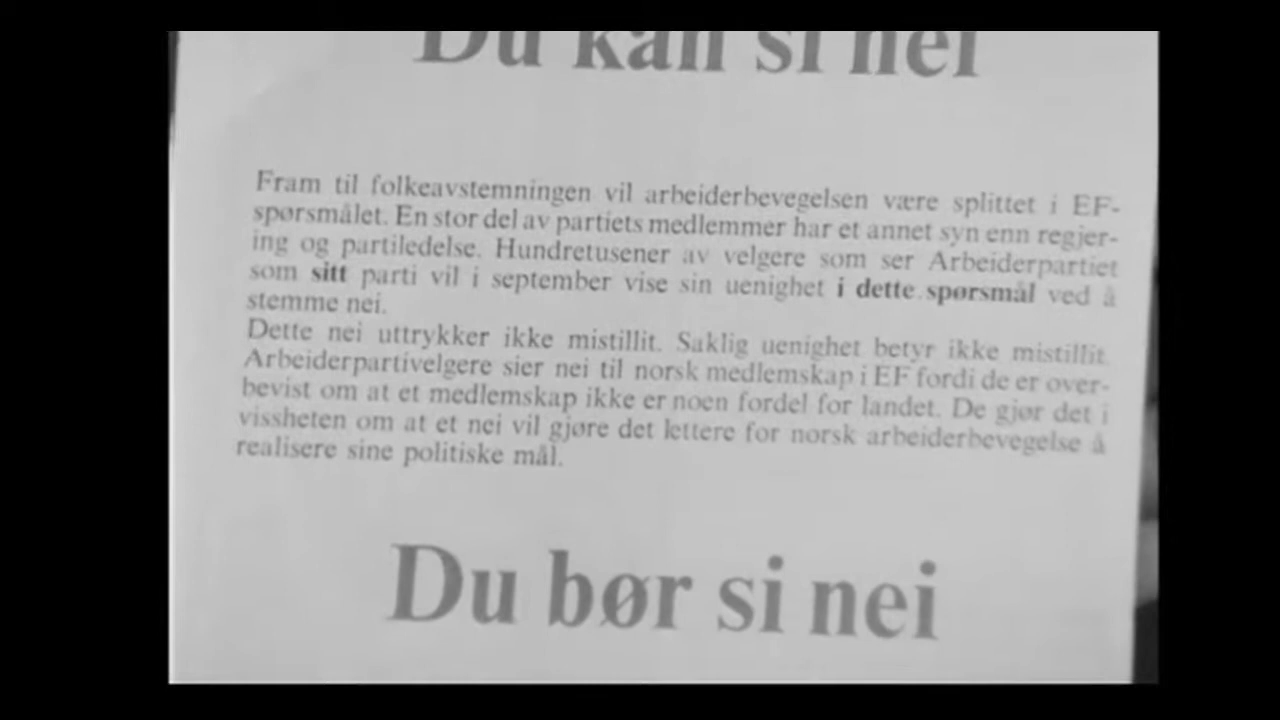 Du kan si nei
Fram til folkeavstemningen vil arbeiderbevegelsen være splittet i EF-
spørsmålet. En stor del av partiets medlemmer har et annet syn enn regjer-
ing og partiledelse. Hundretusener av velgere som ser Arbeiderpartiet
som sitt parti vil i september vise sin uenighet i dette spørsmål ved å
stemme nei.
Dette nei uttrykker ikke mistillit. Saklig uenighet betyr ikke mistillit.
Arbeiderpartivelgere sier nei til norsk medlemskap i EF fordi de er over-
bevist om at et medlemskap ikke er noen fordel for landet. De gjør det i
vissheten om at et nei vil gjøre det lettere for norsk arbeiderbevegelse å
realisere sine politiske mål.
Du bør si nei